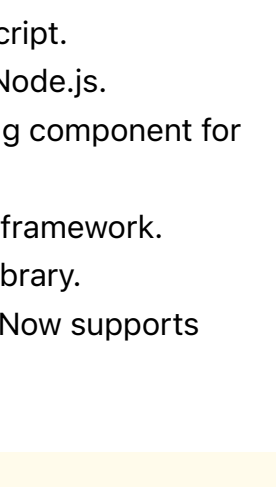 cript.
Node.js.
g component for
framework.
brary.
Now supports